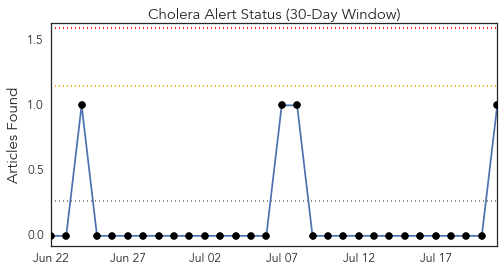 Cholera Alert Status (30-Day Window)
1.5
1.0
0.5
0.0
Articles Found
Jun 22 Jun 27 Jul 02 Jul 07 Jul 12 Jul 17